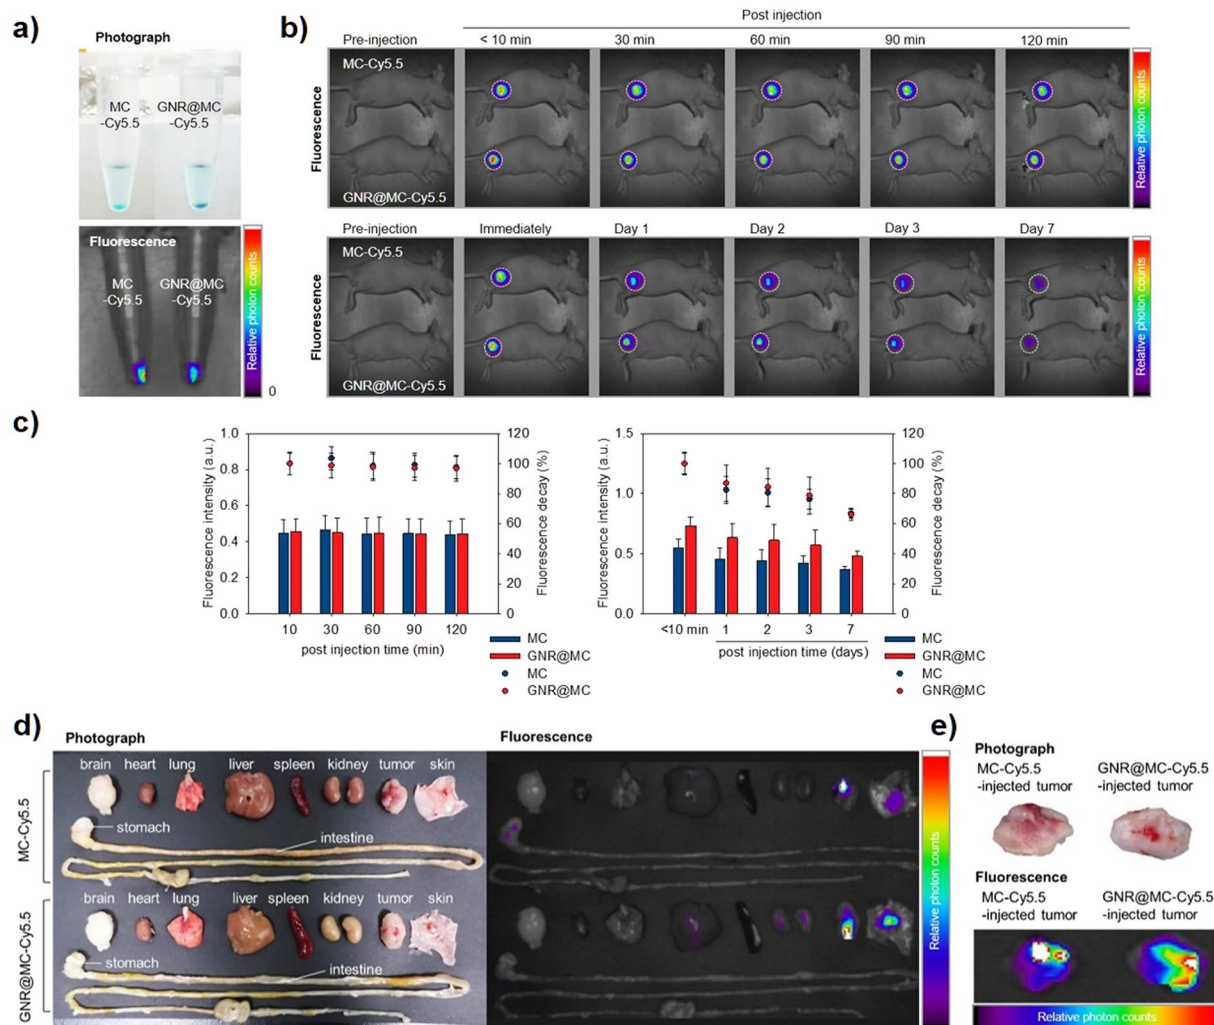 a)
Photograph
MC
-Cy5.5
GNR@MC
-Cy5.5
Fluorescence
MC
-Cy5.5
GNR@MC
-Cy5.5
Relative photon counts
0
b)
Post injection
Pre-injection
< 10 min
30 min
60 min
90 min
120 min
Fluorescence
MC-Cy5.5
GNR@MC-Cy5.5
Relative photon counts
Pre-injection
Immediately
Day 1
Day 2
Day 3
Day 7
Fluorescence
MC-Cy5.5
GNR@MC-Cy5.5
Relative photon counts
c)
Fluorescence intensity (a.u.)
1.0
0.8
0.6
0.4
0.2
0.0
120
100
80
60
40
20
0
Fluorescence decay (%)
10 30 60 90 120
post injection time (min)
MC
GNR@MC
MC
GNR@MC
Fluorescence intensity (a.u.)
1.5
1.0
0.5
0.0
120
100
80
60
40
20
0
Fluorescence decay (%)
<10 min 1 2 3 7
post injection time (days)
MC
GNR@MC
MC
GNR@MC
d)
Photograph
Fluorescence
MC-Cy5.5
brain heart lung liver spleen kidney tumor skin
stomach
intestine
GNR@MC-Cy5.5
brain heart lung liver spleen kidney tumor skin
stomach
intestine
Relative photon counts
e)
Photograph
MC-Cy5.5
-injected tumor
GNR@MC-Cy5.5
-injected tumor
Fluorescence
MC-Cy5.5
-injected tumor
GNR@MC-Cy5.5
-injected tumor
Relative photon counts